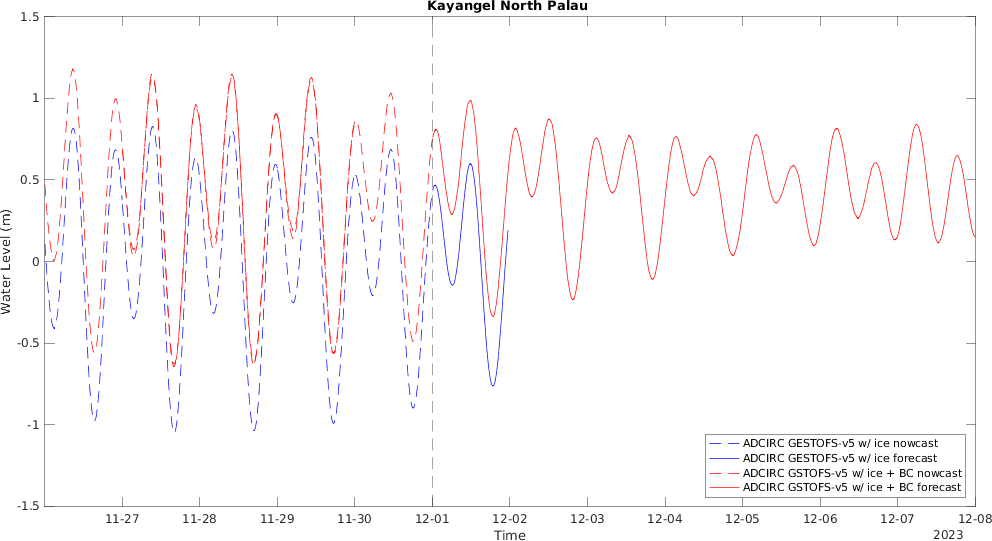 Kayangel North Palau
1.5
1
0.5
0
-0.5
-1
-1.5
Water Level (m)
ADCIRC GESTOFS-v5 w/ ice nowcast
ADCIRC GESTOFS-v5 w/ ice forecast
ADCIRC GSTOFS-v5 w/ ice + BC nowcast
ADCIRC GSTOFS-v5 w/ ice + BC forecast
11-27 11-28 11-29 11-30 12-01 12-02 12-03 12-04 12-05 12-06 12-07 12-08
Time
2023